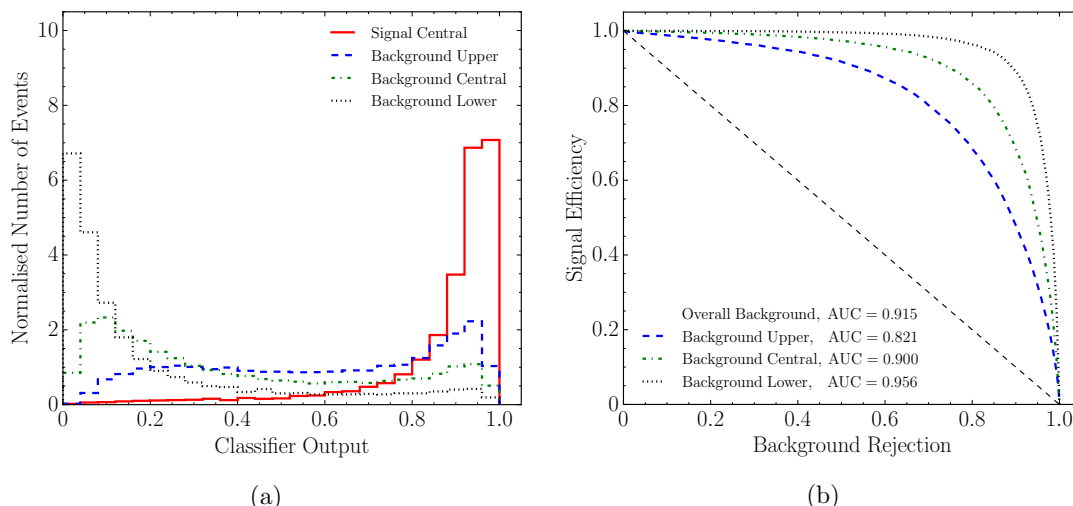 10
8
6
4
2
0
0.0
0.2
0.4
0.6
0.8
1.0
Normalised Number of Events
Classifier Output
Signal Central
Background Upper
Background Central
Background Lower
(a)
1.0
0.8
0.6
0.4
0.2
0
0
0.2
0.4
0.6
0.8
1.0
Signal Efficiency
Background Rejection
Overall Background, AUC = 0.915
Background Upper, AUC = 0.821
Background Central, AUC = 0.900
Background Lower, AUC = 0.956
(b)